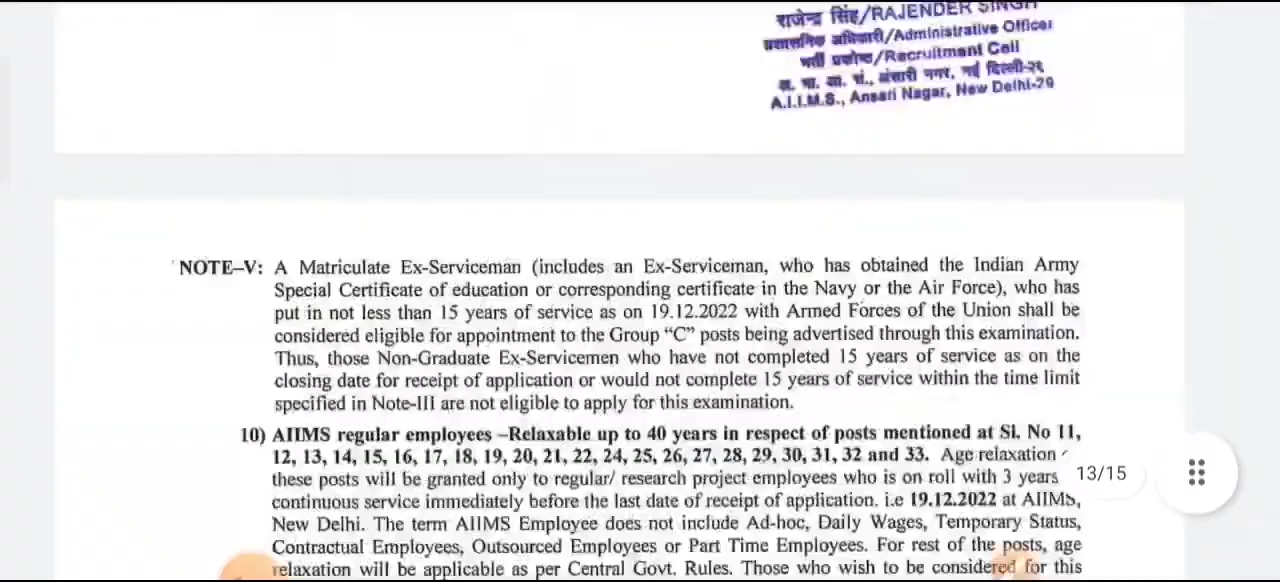 राजेन्द्र सिंह/RAJENDER SINGH
प्रशासनिक अधिकारी/Administrative Officer
भर्ती प्रकोष्ठ/Recruitment Cell
अ. भा. आ. सं., अंसारी नगर, नई दिल्ली-२९
A.I.I.M.S., Ansari Nagar, New Delhi-29
NOTE–V: A Matriculate Ex-Serviceman (includes an Ex-Serviceman, who has obtained the Indian Army
Special Certificate of education or corresponding certificate in the Navy or the Air Force), who has
put in not less than 15 years of service as on 19.12.2022 with Armed Forces of the Union shall be
considered eligible for appointment to the Group “C” posts being advertised through this examination.
Thus, those Non-Graduate Ex-Servicemen who have not completed 15 years of service as on the
closing date for receipt of application or would not complete 15 years of service within the time limit
specified in Note-III are not eligible to apply for this examination.
10) AIIMS regular employees –Relaxable up to 40 years in respect of posts mentioned at Sl. No 11,
12, 13, 14, 15, 16, 17, 18, 19, 20, 21, 22, 24, 25, 26, 27, 28, 29, 30, 31, 32 and 33. Age relaxation
these posts will be granted only to regular/ research project employees who is on roll with 3 years
13/15
continuous service immediately before the last date of receipt of application. i.e 19.12.2022 at AIIMS,
New Delhi. The term AIIMS Employee does not include Ad-hoc, Daily Wages, Temporary Status,
Contractual Employees, Outsourced Employees or Part Time Employees. For rest of the posts, age
relaxation will be applicable as per Central Govt. Rules. Those who wish to be considered for this